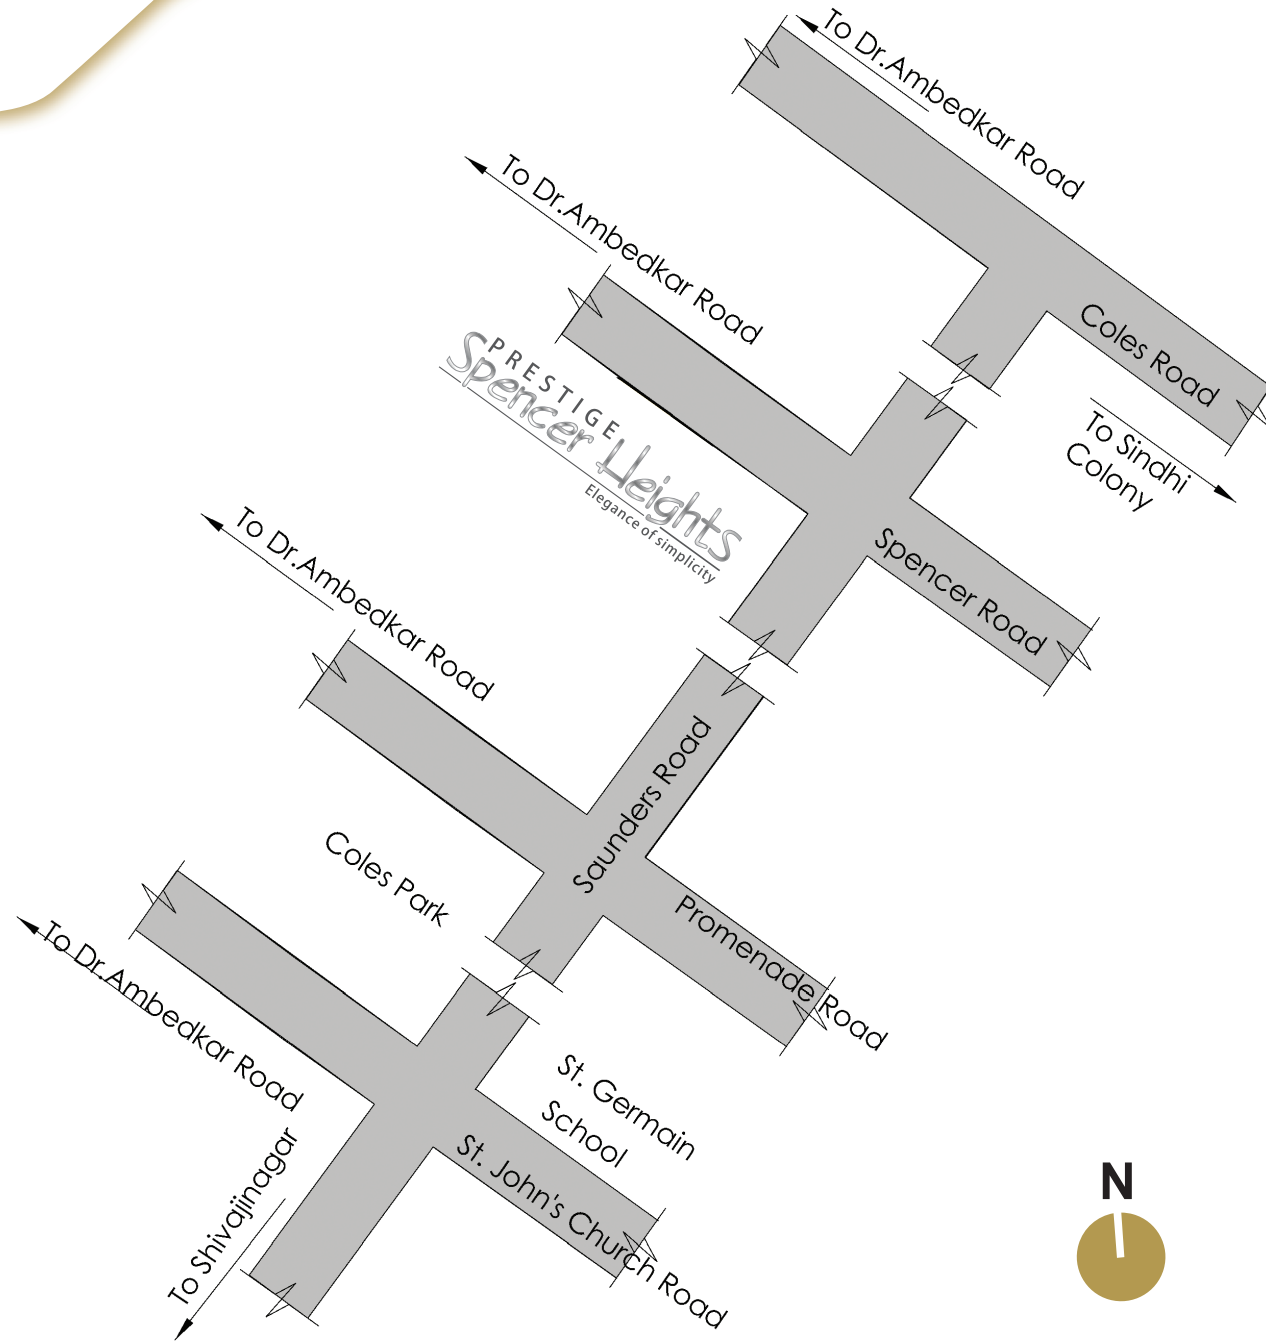 To Dr.Ambedkar Road
To Dr.Ambedkar Road
Coles Road
To Sindhi
Colony
PRESTIGE
Spencer Heights
Elegance of simplicity
Spencer Road
To Dr.Ambedkar Road
Saunders Road
Coles Park
Promenade Road
To Dr.Ambedkar Road
St. Germain
School
St. John's Church Road
To Shivajinagar
N